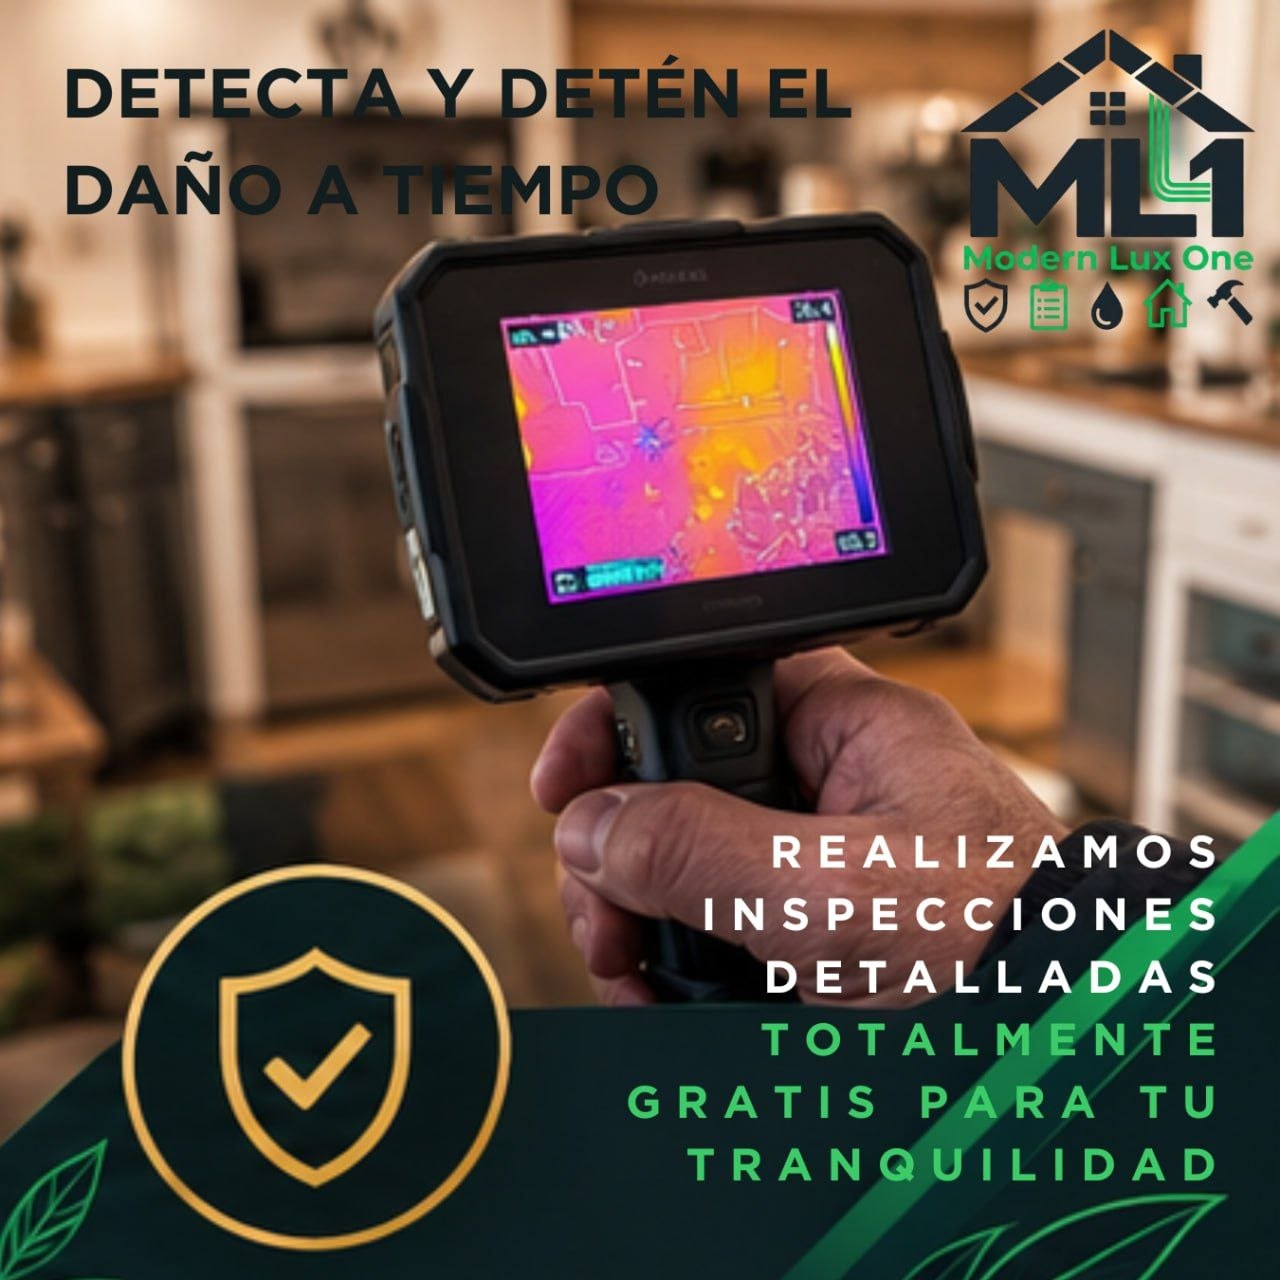 DETECTA Y DETÉN EL
DAÑO A TIEMPO
ML1
Modern Lux One
REALIZAMOS
INSPECCIONES
DETALLADAS
TOTALMENTE
GRATIS PARA TU
TRANQUILIDAD